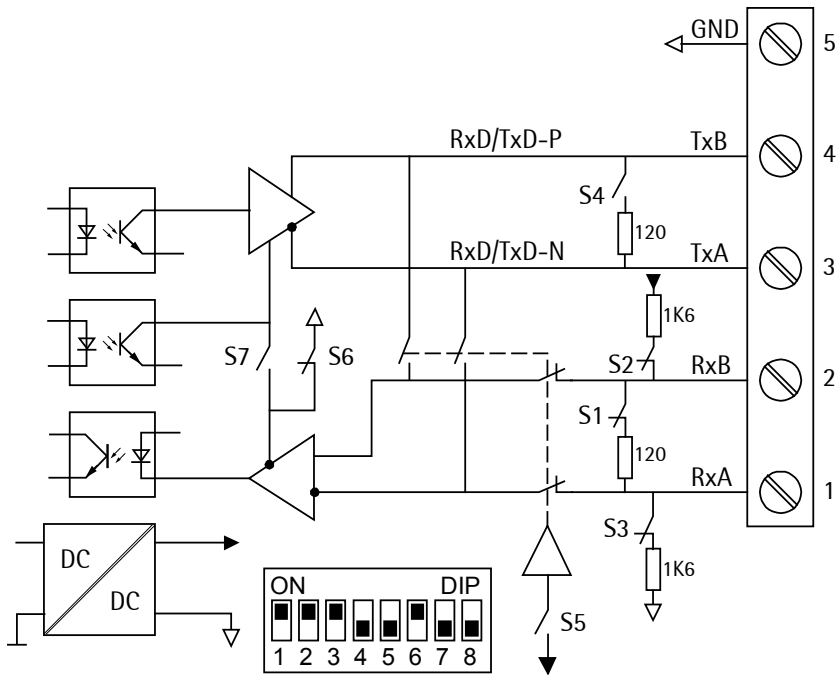 GND 5
RxD/TxD-P TxB 4
S4
120
RxD/TxD-N TxA 3
1K6
S7 S6 S2 RxB 2
S1
120
RxA 1
S3
1K6
DC
DC
S5
ON DIP
1 2 3 4 5 6 7 8